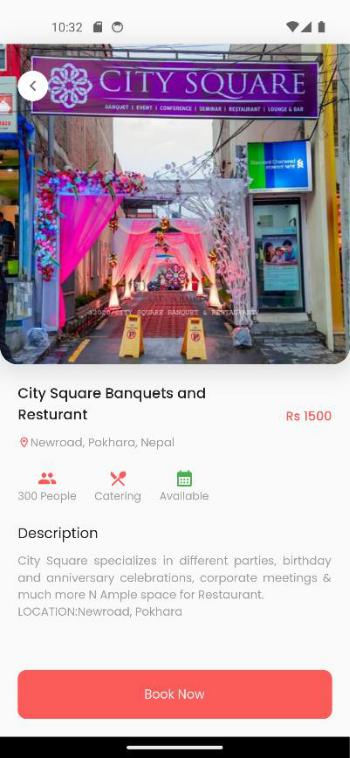 10:32
CITY SQUARE
BANQUET | EVENT | CONFERENCE | SEMINAR | RESTAURANT | LOUNGE & BAR
Standard Chartered
City Square Banquets and
Resturant
Rs 1500
Newroad, Pokhara, Nepal
300 People
Catering
Available
Description
City Square specializes in different parties, birthday
and anniversary celebrations, corporate meetings &
much more N Ample space for Restaurant.
LOCATION:Newroad, Pokhara
Book Now